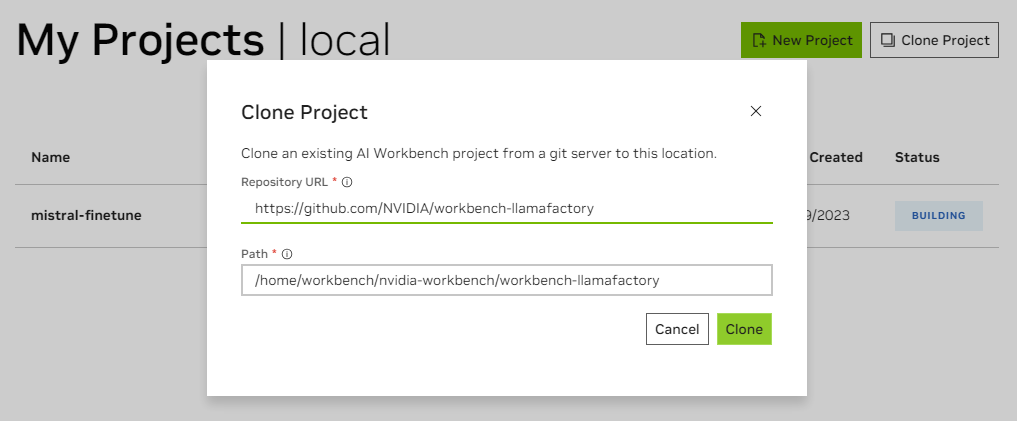 My Projects | local
New Project
Clone Project
Clone Project
Clone an existing AI Workbench project from a git server to this location.
Repository URL *
https://github.com/NVIDIA/workbench-llamafactory
Path *
/home/workbench/nvidia-workbench/workbench-llamafactory
Cancel
Clone
Name
Created
Status
mistral-finetune
9/2023
BUILDING